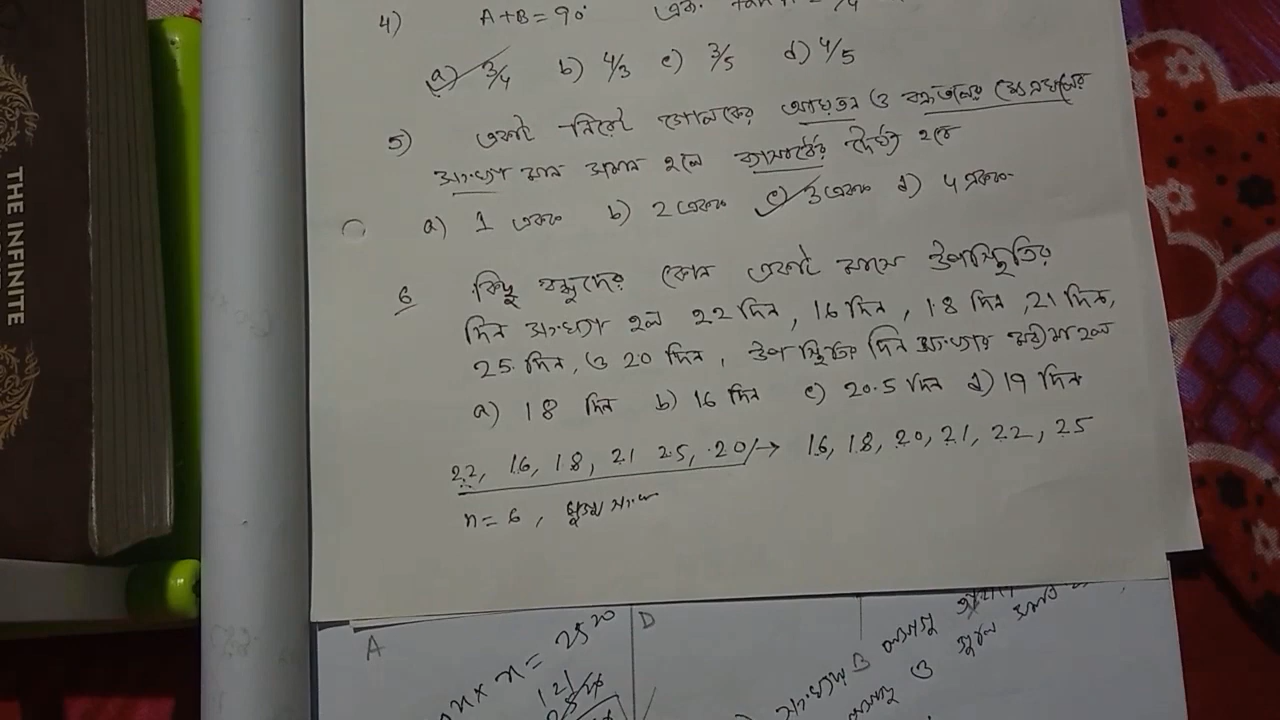 THE INFINITE
4) A+B = 90°
a) 3/4 b) 4/3 c) 3/5 d) 4/5
5) একটি নিরেট গোলকের আয়তন ও বক্রতলের ক্ষেত্রফলের
সংখ্যা মান সমান হলে ব্যাসার্ধের দৈর্ঘ্য হবে
a) 1 একক b) 2 একক c) 3 একক d) 4 একক
6 কিছু বন্ধুদের কোন একটি মাসে উপস্থিতির
দিন সংখ্যা হল 22 দিন, 16 দিন, 18 দিন, 21 দিন,
25 দিন, ও 20 দিন, উপস্থিতির দিন সংখ্যার মধ্যমা হল
a) 18 দিন b) 16 দিন c) 20.5 দিন d) 19 দিন
22, 16, 18, 21 25, 20 → 16, 18, 20, 21, 22, 25
n = 6, যুগ্ম সংখ্যা
A D
= 25
B ও